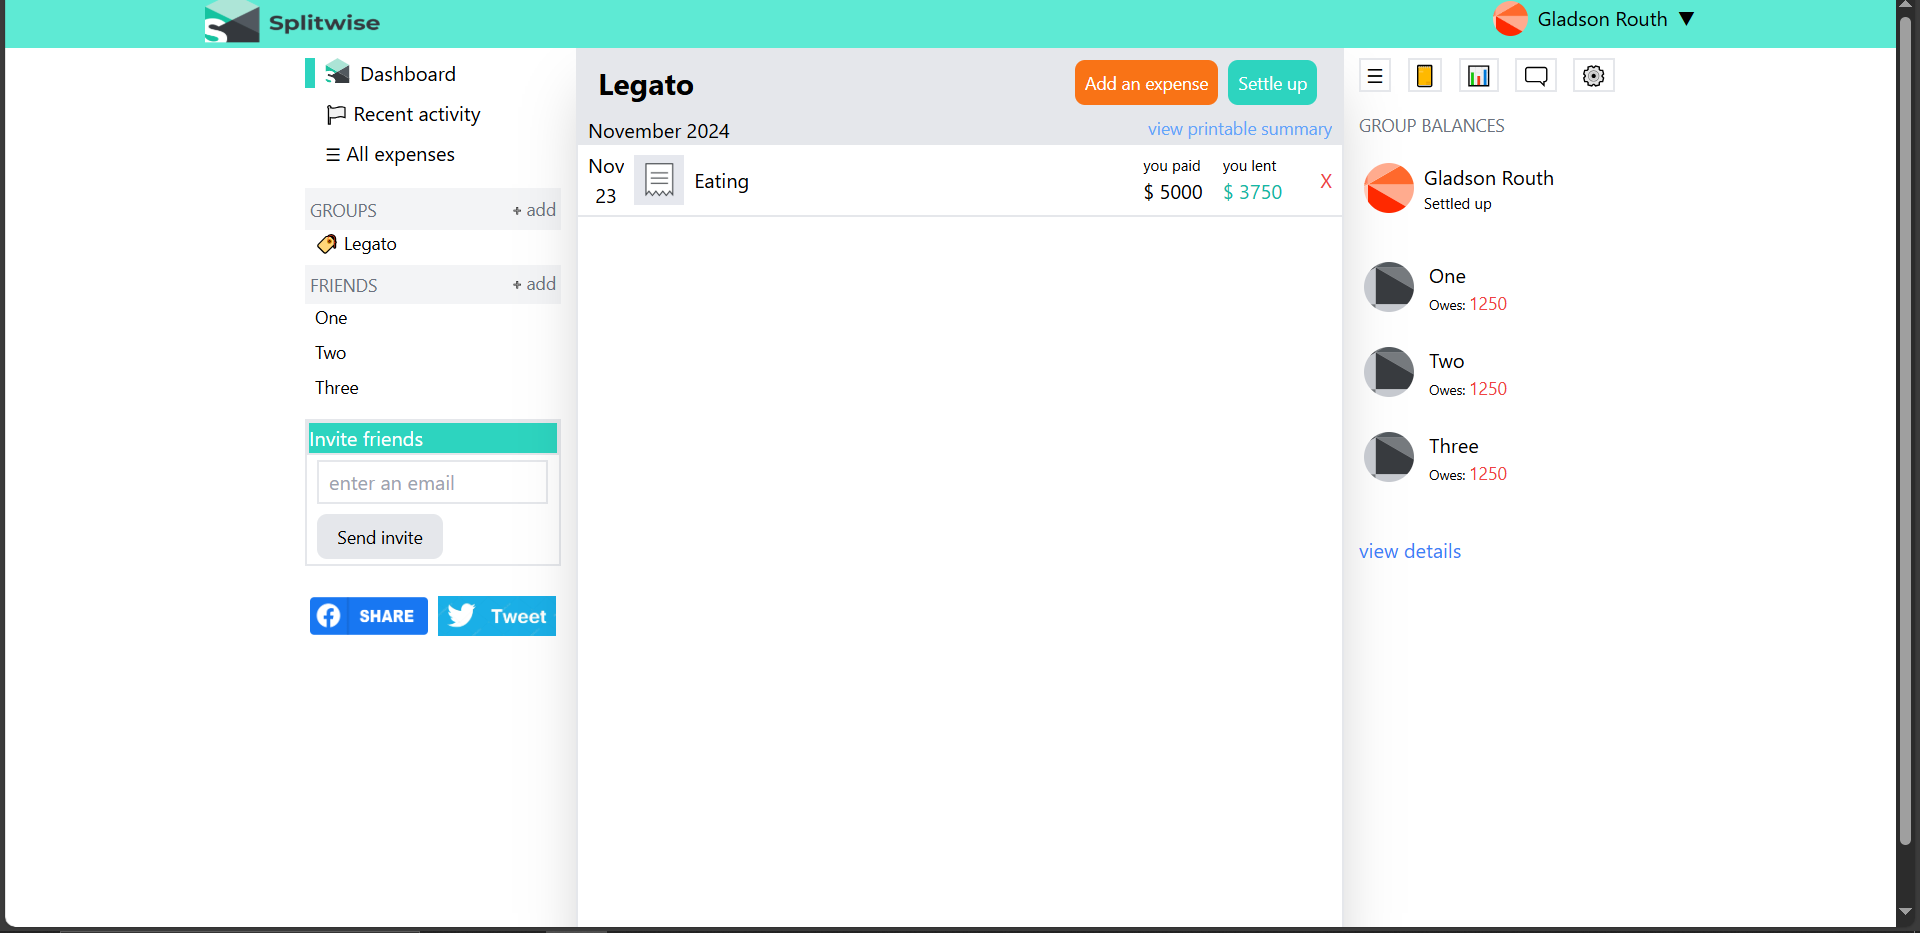 Splitwise
Gladson Routh ▼
Dashboard
Recent activity
☰ All expenses
GROUPS + add
Legato
FRIENDS + add
One
Two
Three
Invite friends
enter an email
Send invite
SHARE
Tweet
Legato
Add an expense
Settle up
November 2024
view printable summary
Nov
23
Eating
you paid
$ 5000
you lent
$ 3750
X
GROUP BALANCES
Gladson Routh
Settled up
One
Owes: 1250
Two
Owes: 1250
Three
Owes: 1250
view details